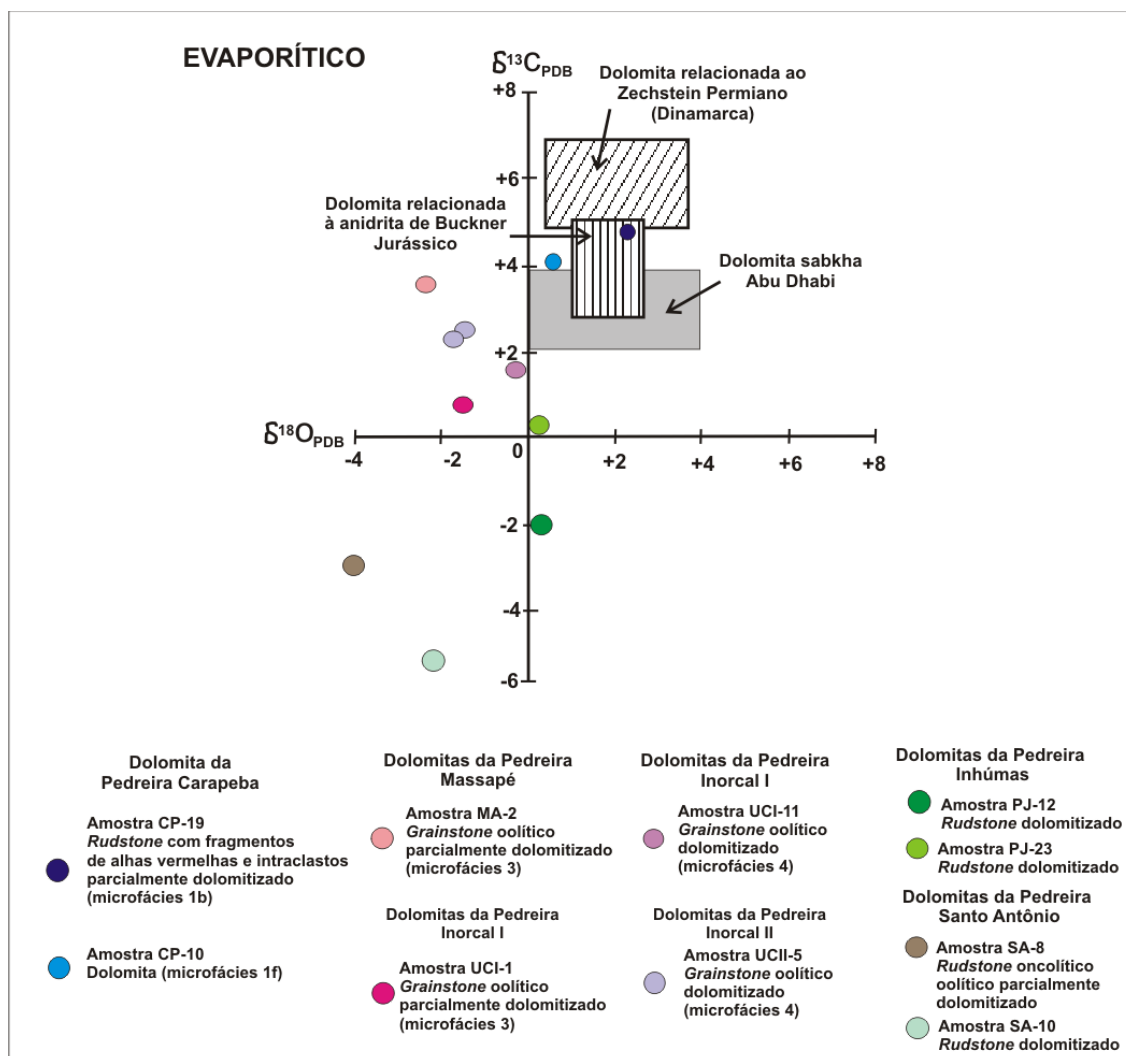 EVAPORÍTICO
δ¹³C PDB
Dolomita relacionada ao
Zechstein Permiano
(Dinamarca)
+8
+6
Dolomita relacionada
à anidrita de Buckner
Jurássico
+4
Dolomita sabkha
Abu Dhabi
+2
δ¹⁸O PDB
-4
-2
0
+2
+4
+6
+8
-2
-4
-6
Dolomita da
Pedreira Carapeba
Amostra CP-19
Rudstone com fragmentos
de alhas vermelhas e intraclastos
parcialmente dolomitizado
(microfácies 1b)
Amostra CP-10
Dolomita (microfácies 1f)
Dolomitas da Pedreira
Massapé
Amostra MA-2
Grainstone oolítico
parcialmente dolomitizado
(microfácies 3)
Dolomitas da Pedreira
Inorcal I
Amostra UCI-1
Grainstone oolítico
parcialmente dolomitizado
(microfácies 3)
Dolomitas da Pedreira
Inorcal I
Amostra UCI-11
Grainstone oolítico
dolomitizado
(microfácies 4)
Dolomitas da Pedreira
Inorcal II
Amostra UCII-5
Grainstone oolítico
dolomitizado
(microfácies 4)
Dolomitas da Pedreira
Inhúmas
Amostra PJ-12
Rudstone dolomitizado
Amostra PJ-23
Rudstone dolomitizado
Dolomitas da Pedreira
Santo Antônio
Amostra SA-8
Rudstone oncolítico
oolítico parcialmente
dolomitizado
Amostra SA-10
Rudstone dolomitizado